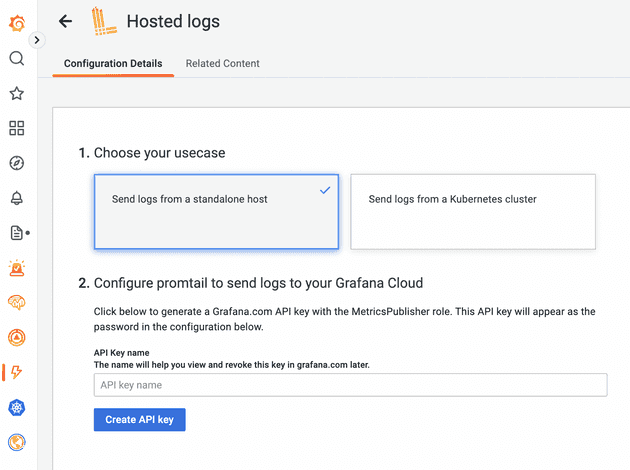 Hosted logs
Configuration Details
Related Content
1. Choose your usecase
Send logs from a standalone host
Send logs from a Kubernetes cluster
2. Configure promtail to send logs to your Grafana Cloud
Click below to generate a Grafana.com API key with the MetricsPublisher role. This API key will appear as the
password in the configuration below.
API Key name
The name will help you view and revoke this key in grafana.com later.
API key name
Create API key